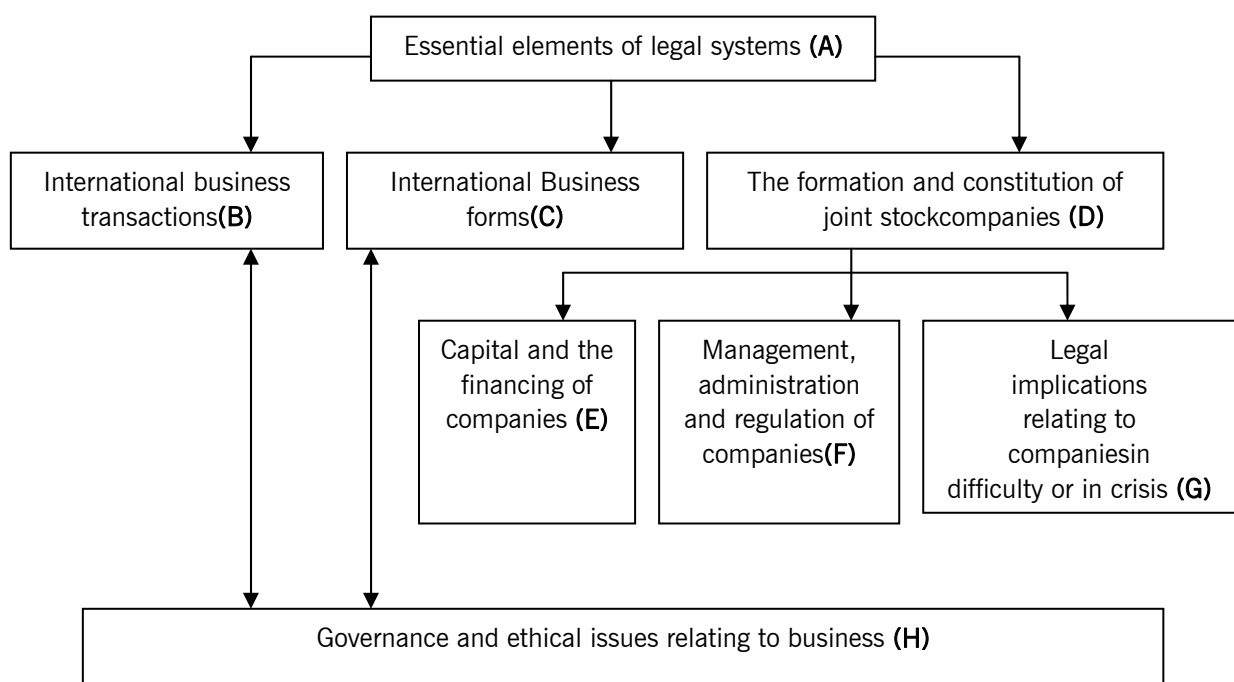 Essential elements of legal systems (A)
International business
transactions(B)
International Business
forms(C)
The formation and constitution of
joint stockcompanies (D)
Capital and the
financing of
companies (E)
Management,
administration
and regulation of
companies(F)
Legal
implications
relating to
companiesin
difficulty or in crisis (G)
Governance and ethical issues relating to business (H)